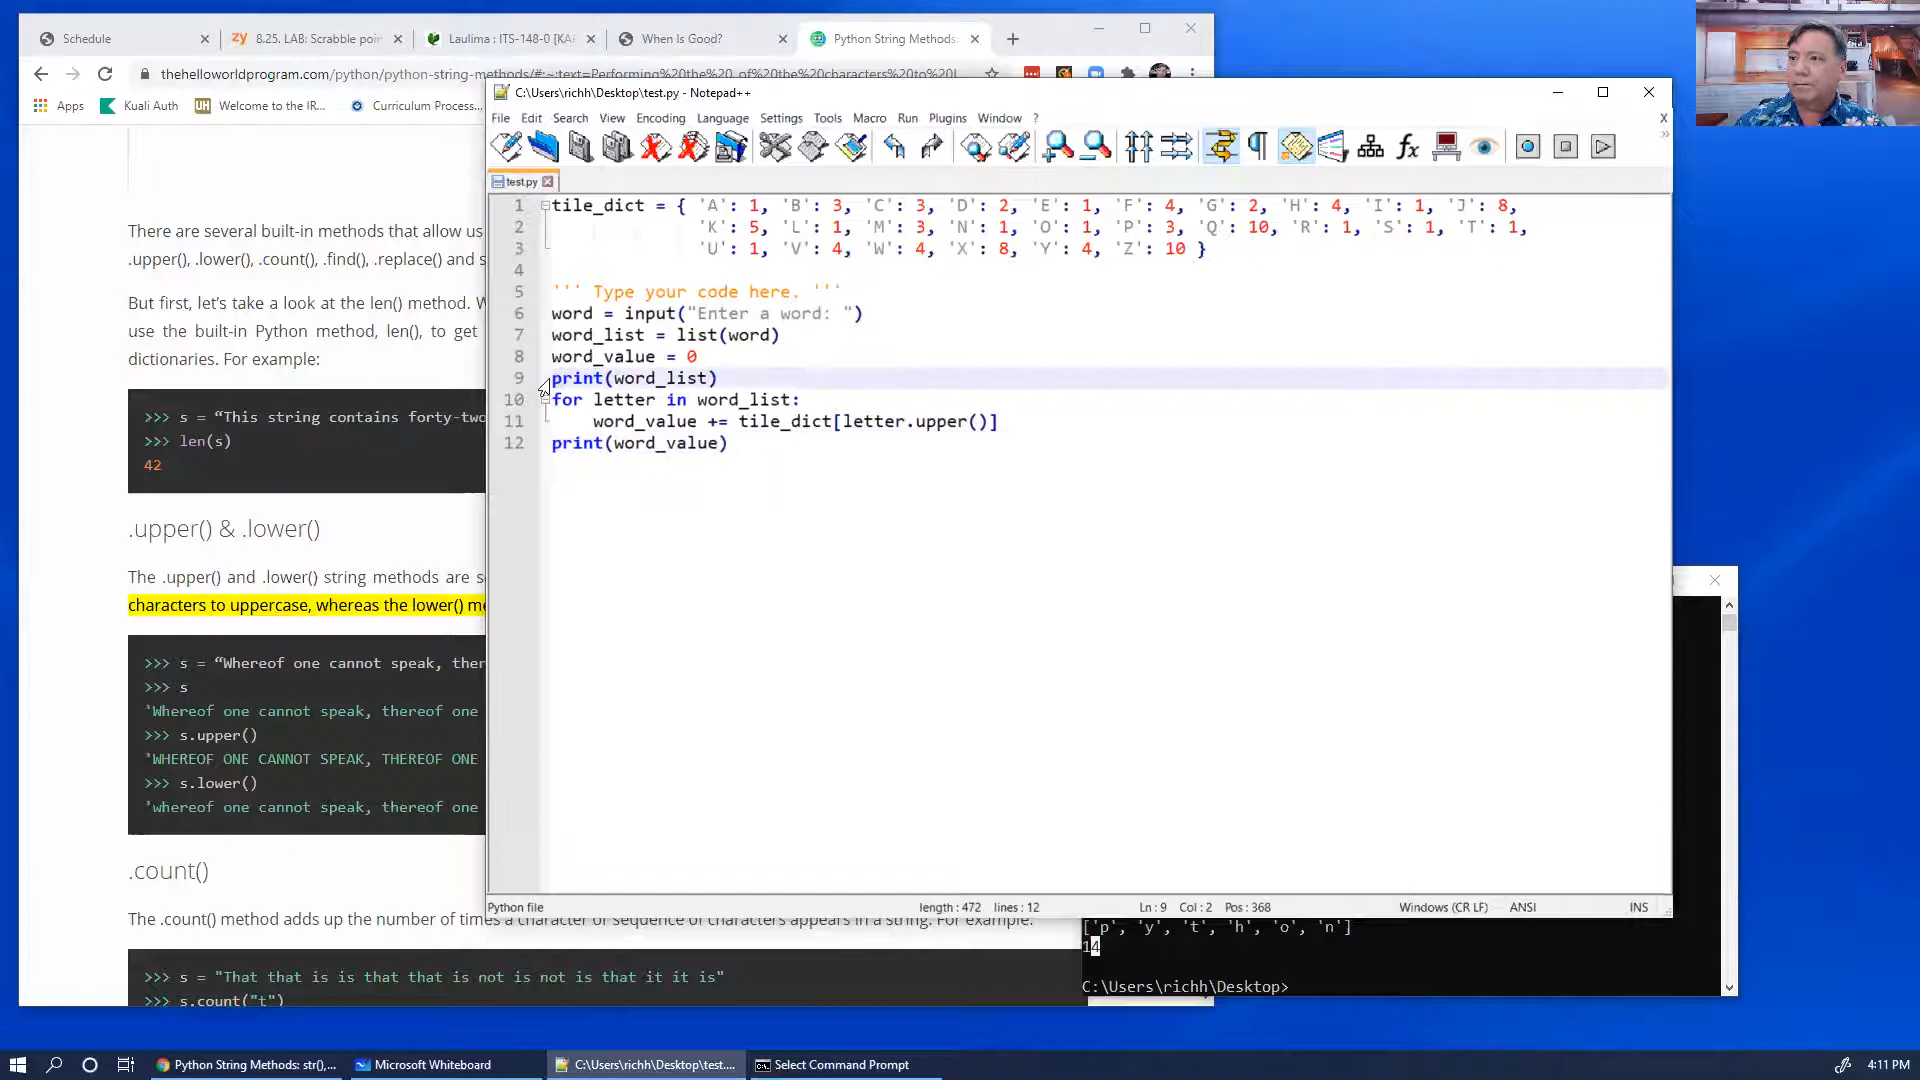 Schedule
zy 8.25. LAB: Scrabble poin
Laulima : ITS-148-0 [KAP
When Is Good?
Python String Methods:
thehelloworldprogram.com/python/python-string-methods/#:~:text=Performing%20the%20.of%20the%20characters%20to%20l
Apps
Kuali Auth
UH Welcome to the IR...
Curriculum Process...
There are several built-in methods that allow us
.upper(), .lower(), .count(), .find(), .replace() and s
But first, let's take a look at the len() method. W
use the built-in Python method, len(), to get
dictionaries. For example:
>>> s = “This string contains forty-two
>>> len(s)
42
.upper() & .lower()
The .upper() and .lower() string methods are s
characters to uppercase, whereas the lower() me
>>> s = “Whereof one cannot speak, ther
>>> s
'Whereof one cannot speak, thereof one
>>> s.upper()
'WHEREOF ONE CANNOT SPEAK, THEREOF ONE
>>> s.lower()
'whereof one cannot speak, thereof one
.count()
The .count() method adds up the number of times a character or sequence of characters appears in a string. For example:
>>> s = "That that is is that that is not is not is that it it is"
>>> s.count("t")
C:\Users\richh\Desktop\test.py - Notepad++
File Edit Search View Encoding Language Settings Tools Macro Run Plugins Window ?
test.py
1 tile_dict = { 'A': 1, 'B': 3, 'C': 3, 'D': 2, 'E': 1, 'F': 4, 'G': 2, 'H': 4, 'I': 1, 'J': 8,
2 'K': 5, 'L': 1, 'M': 3, 'N': 1, 'O': 1, 'P': 3, 'Q': 10, 'R': 1, 'S': 1, 'T': 1,
3 'U': 1, 'V': 4, 'W': 4, 'X': 8, 'Y': 4, 'Z': 10 }
4
5 ''' Type your code here. '''
6 word = input("Enter a word: ")
7 word_list = list(word)
8 word_value = 0
9 print(word_list)
10 for letter in word_list:
11 word_value += tile_dict[letter.upper()]
12 print(word_value)
Python file
length : 472 lines : 12
Ln : 9 Col : 2 Pos : 368
Windows (CR LF)
ANSI
INS
['p', 'y', 't', 'h', 'o', 'n']
14
C:\Users\richh\Desktop>
Python String Methods: str(),...
Microsoft Whiteboard
C:\Users\richh\Desktop\test....
Select Command Prompt
4:11 PM